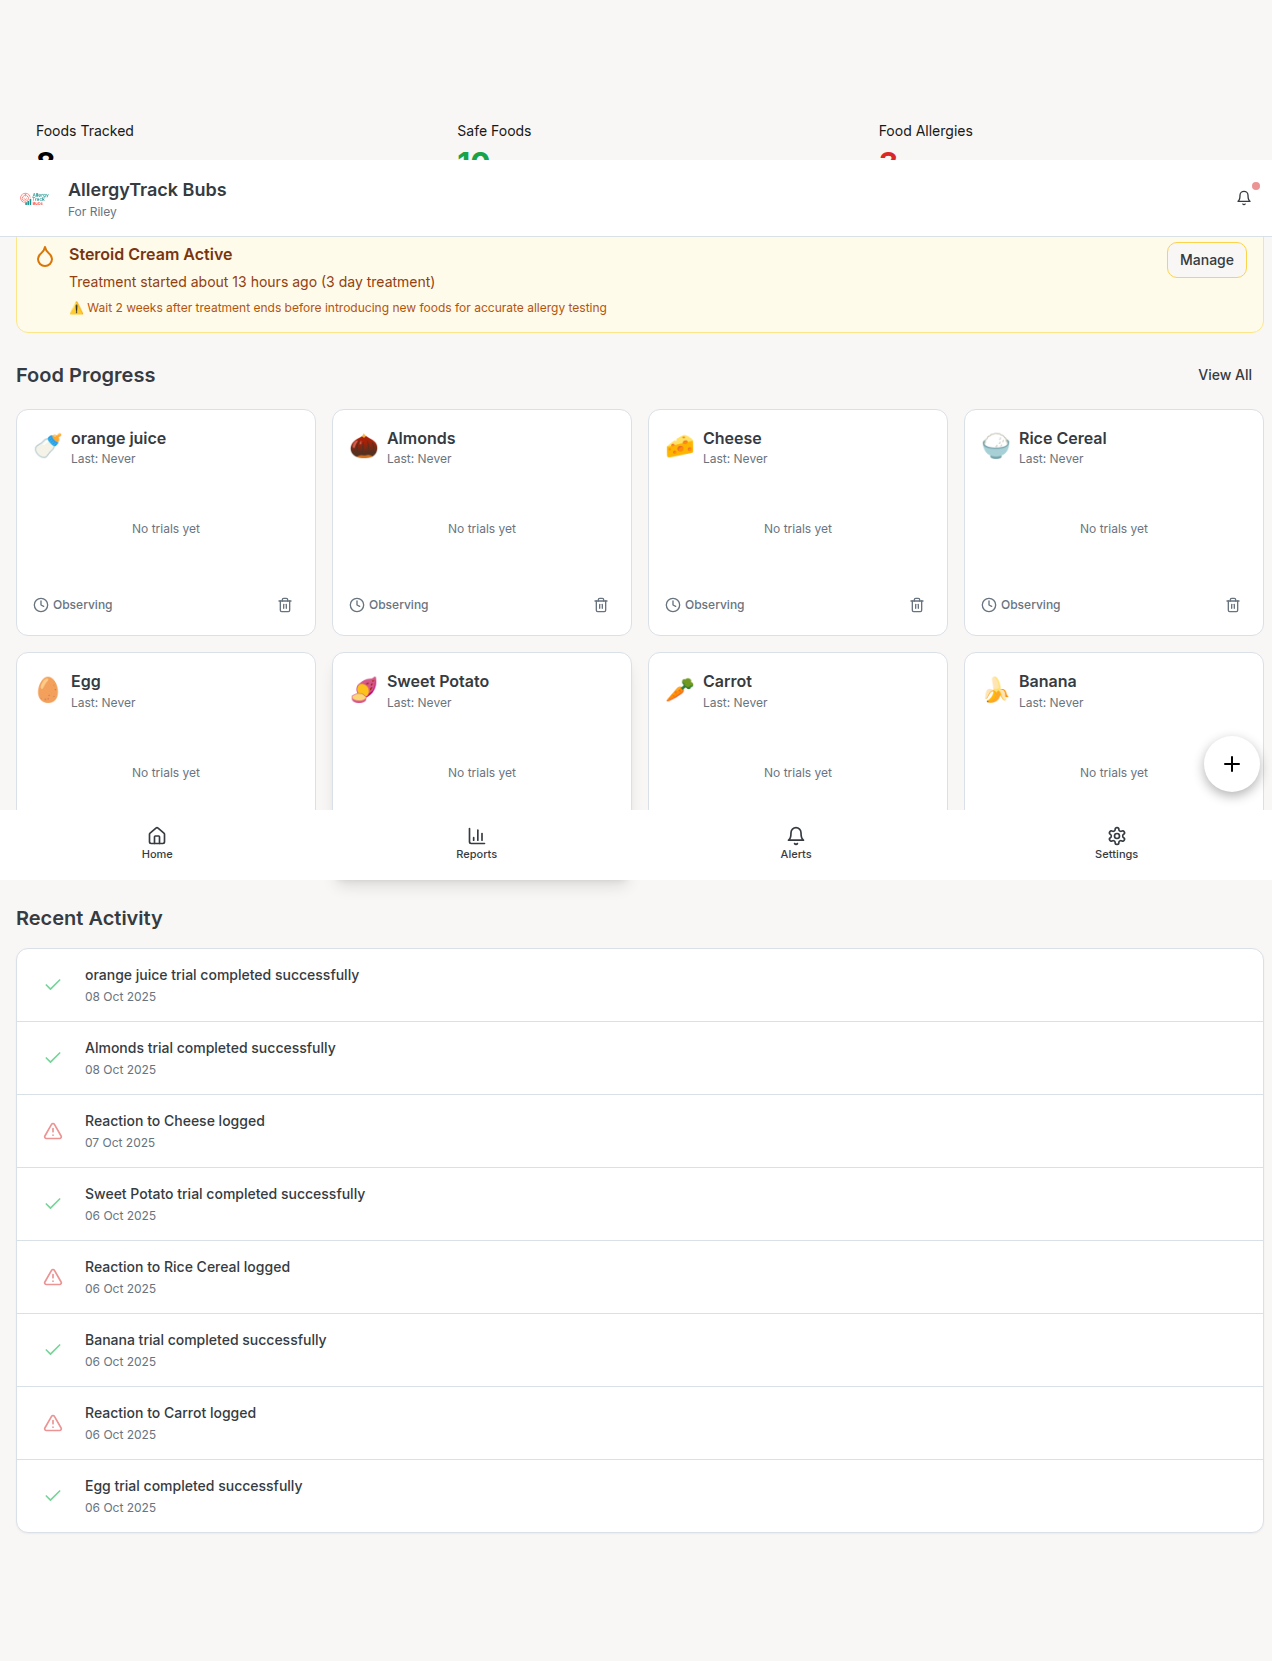 Foods Tracked
Safe Foods
Food Allergies
10
AllergyTrack Bubs
For Riley
Allergy
Track
Bubs
Steroid Cream Active
Manage
Treatment started about 13 hours ago (3 day treatment)
⚠️ Wait 2 weeks after treatment ends before introducing new foods for accurate allergy testing
Food Progress
View All
orange juice
Last: Never
No trials yet
Observing
Almonds
Last: Never
No trials yet
Observing
Cheese
Last: Never
No trials yet
Observing
Rice Cereal
Last: Never
No trials yet
Observing
Egg
Last: Never
No trials yet
Sweet Potato
Last: Never
No trials yet
Carrot
Last: Never
No trials yet
Banana
Last: Never
No trials yet
Home
Reports
Alerts
Settings
Recent Activity
orange juice trial completed successfully
08 Oct 2025
Almonds trial completed successfully
08 Oct 2025
Reaction to Cheese logged
07 Oct 2025
Sweet Potato trial completed successfully
06 Oct 2025
Reaction to Rice Cereal logged
06 Oct 2025
Banana trial completed successfully
06 Oct 2025
Reaction to Carrot logged
06 Oct 2025
Egg trial completed successfully
06 Oct 2025